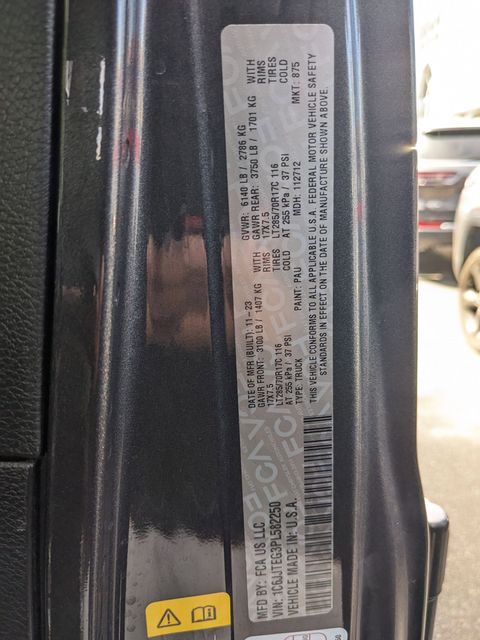 MFD BY: FCA US LLC
VIN: 1C6JJTEG3PL582250
VEHICLE MADE IN: U.S.A.
DATE OF MFR (BUILT): 11-23 GVWR: 6140 LB / 2786 KG
GAWR FRONT: 3100 LB / 1407 KG WITH GAWR REAR: 3750 LB / 1701 KG WITH
17X7.5 RIMS 17X7.5 RIMS
LT285/70R17C 116 TIRES LT285/70R17C 116 TIRES
AT 255 kPa / 37 PSI COLD AT 255 kPa / 37 PSI COLD
TYPE: TRUCK PAINT: PAU MDH: 112712 MKT: 875
THIS VEHICLE CONFORMS TO ALL APPLICABLE U.S.A. FEDERAL MOTOR VEHICLE SAFETY
STANDARDS IN EFFECT ON THE DATE OF MANUFACTURE SHOWN ABOVE.